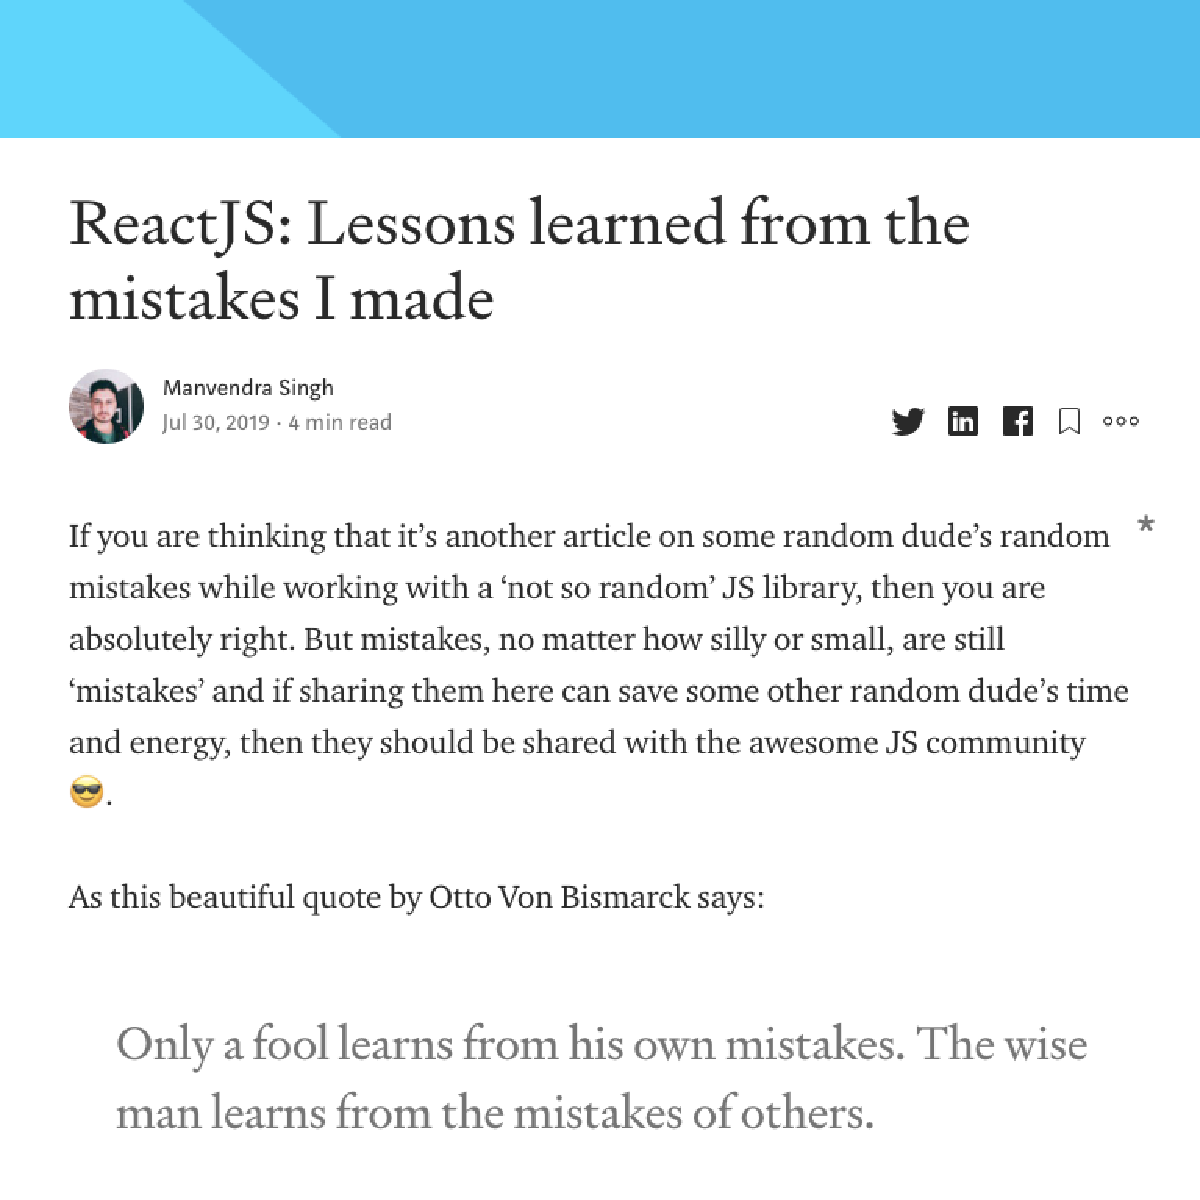 ReactJS: Lessons learned from the
mistakes I made
Manvendra Singh
Jul 30, 2019 · 4 min read
in
*
If you are thinking that it’s another article on some random dude’s random
mistakes while working with a ‘not so random’ JS library, then you are
absolutely right. But mistakes, no matter how silly or small, are still
‘mistakes’ and if sharing them here can save some other random dude’s time
and energy, then they should be shared with the awesome JS community
😎.
As this beautiful quote by Otto Von Bismarck says:
Only a fool learns from his own mistakes. The wise
man learns from the mistakes of others.